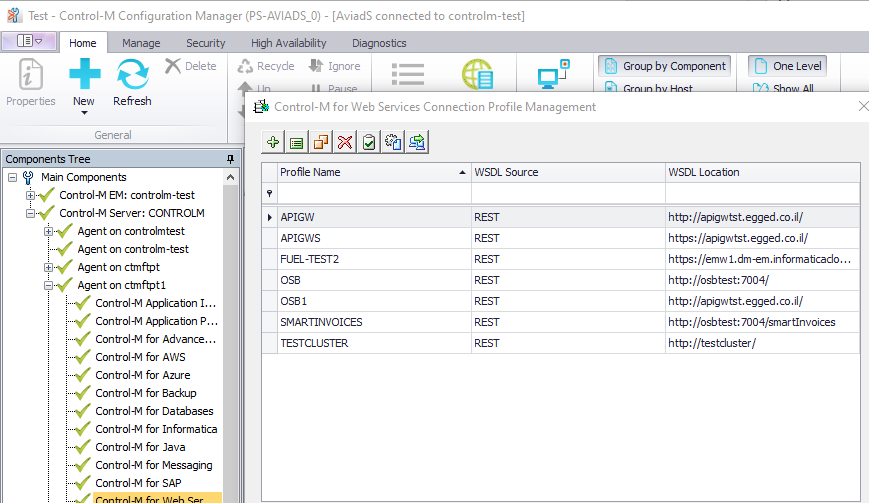 Test - Control-M Configuration Manager (PS-AVIADS_0) - [AviadS connected to controlm-test]
Home Manage Security High Availability Diagnostics
Properties New Refresh Delete Recycle Ignore Group by Component One Level
Up Pause Group by Host Show All
General
Control-M for Web Services Connection Profile Management
Components Tree
Main Components
Control-M EM: controlm-test
Control-M Server: CONTROLM
Agent on controlmtest
Agent on controlm-test
Agent on ctmftpt
Agent on ctmftpt1
Control-M Application I...
Control-M Application P...
Control-M for Advance...
Control-M for AWS
Control-M for Azure
Control-M for Backup
Control-M for Databases
Control-M for Informatica
Control-M for Java
Control-M for Messaging
Control-M for SAP
Control-M for Web Ser...
Profile Name WSDL Source WSDL Location
APIGW REST http://apigwtst.egged.co.il/
APIGWS REST https://apigwtst.egged.co.il/
FUEL-TEST2 REST https://emw1.dm-em.informaticaclo...
OSB REST http://osbtest:7004/
OSB1 REST http://apigwtst.egged.co.il/
SMARTINVOICES REST http://osbtest:7004/smartInvoices
TESTCLUSTER REST http://testcluster/